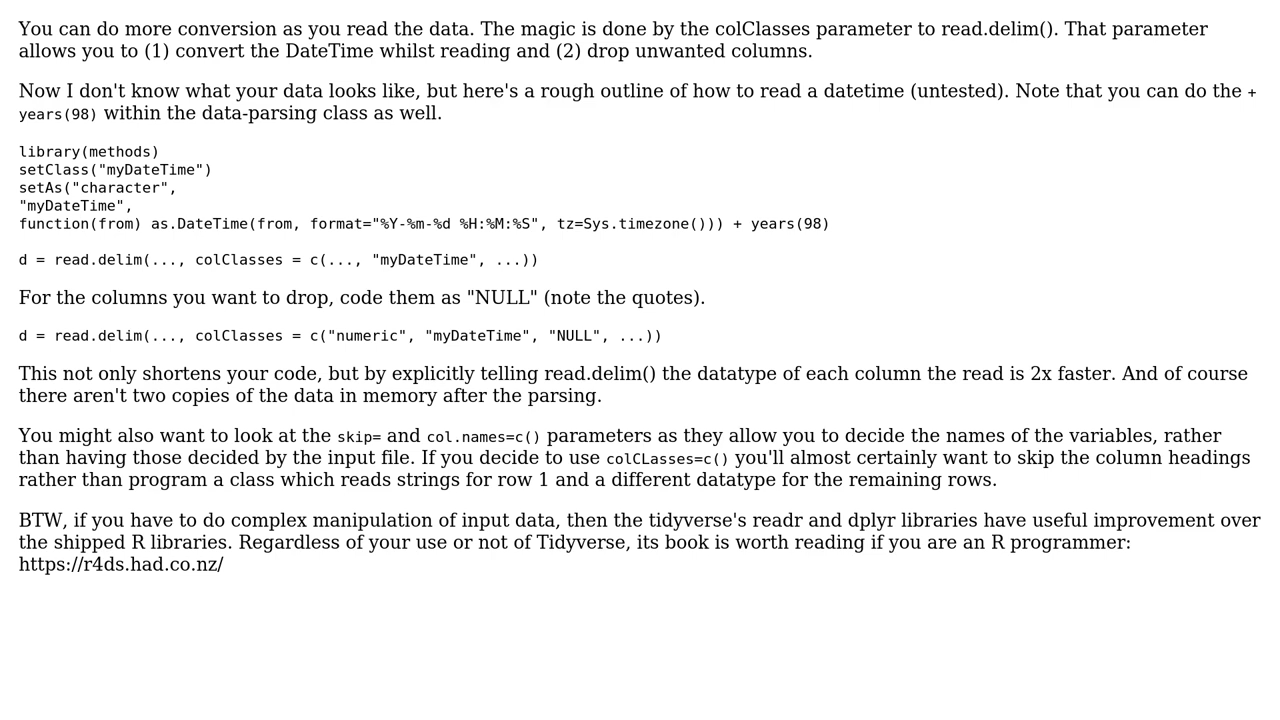 You can do more conversion as you read the data. The magic is done by the colClasses parameter to read.delim(). That parameter
allows you to (1) convert the DateTime whilst reading and (2) drop unwanted columns.
Now I don't know what your data looks like, but here's a rough outline of how to read a datetime (untested). Note that you can do the +
years(98) within the data-parsing class as well.
library(methods)
setClass("myDateTime")
setAs("character",
"myDateTime",
function(from) as.DateTime(from, format="%Y-%m-%d %H:%M:%S", tz=Sys.timezone())) + years(98)
d = read.delim(..., colClasses = c(..., "myDateTime", ...))
For the columns you want to drop, code them as "NULL" (note the quotes).
d = read.delim(..., colClasses = c("numeric", "myDateTime", "NULL", ...))
This not only shortens your code, but by explicitly telling read.delim() the datatype of each column the read is 2x faster. And of course
there aren't two copies of the data in memory after the parsing.
You might also want to look at the skip= and col.names=c() parameters as they allow you to decide the names of the variables, rather
than having those decided by the input file. If you decide to use colCLasses=c() you'll almost certainly want to skip the column headings
rather than program a class which reads strings for row 1 and a different datatype for the remaining rows.
BTW, if you have to do complex manipulation of input data, then the tidyverse's readr and dplyr libraries have useful improvement over
the shipped R libraries. Regardless of your use or not of Tidyverse, its book is worth reading if you are an R programmer:
https://r4ds.had.co.nz/